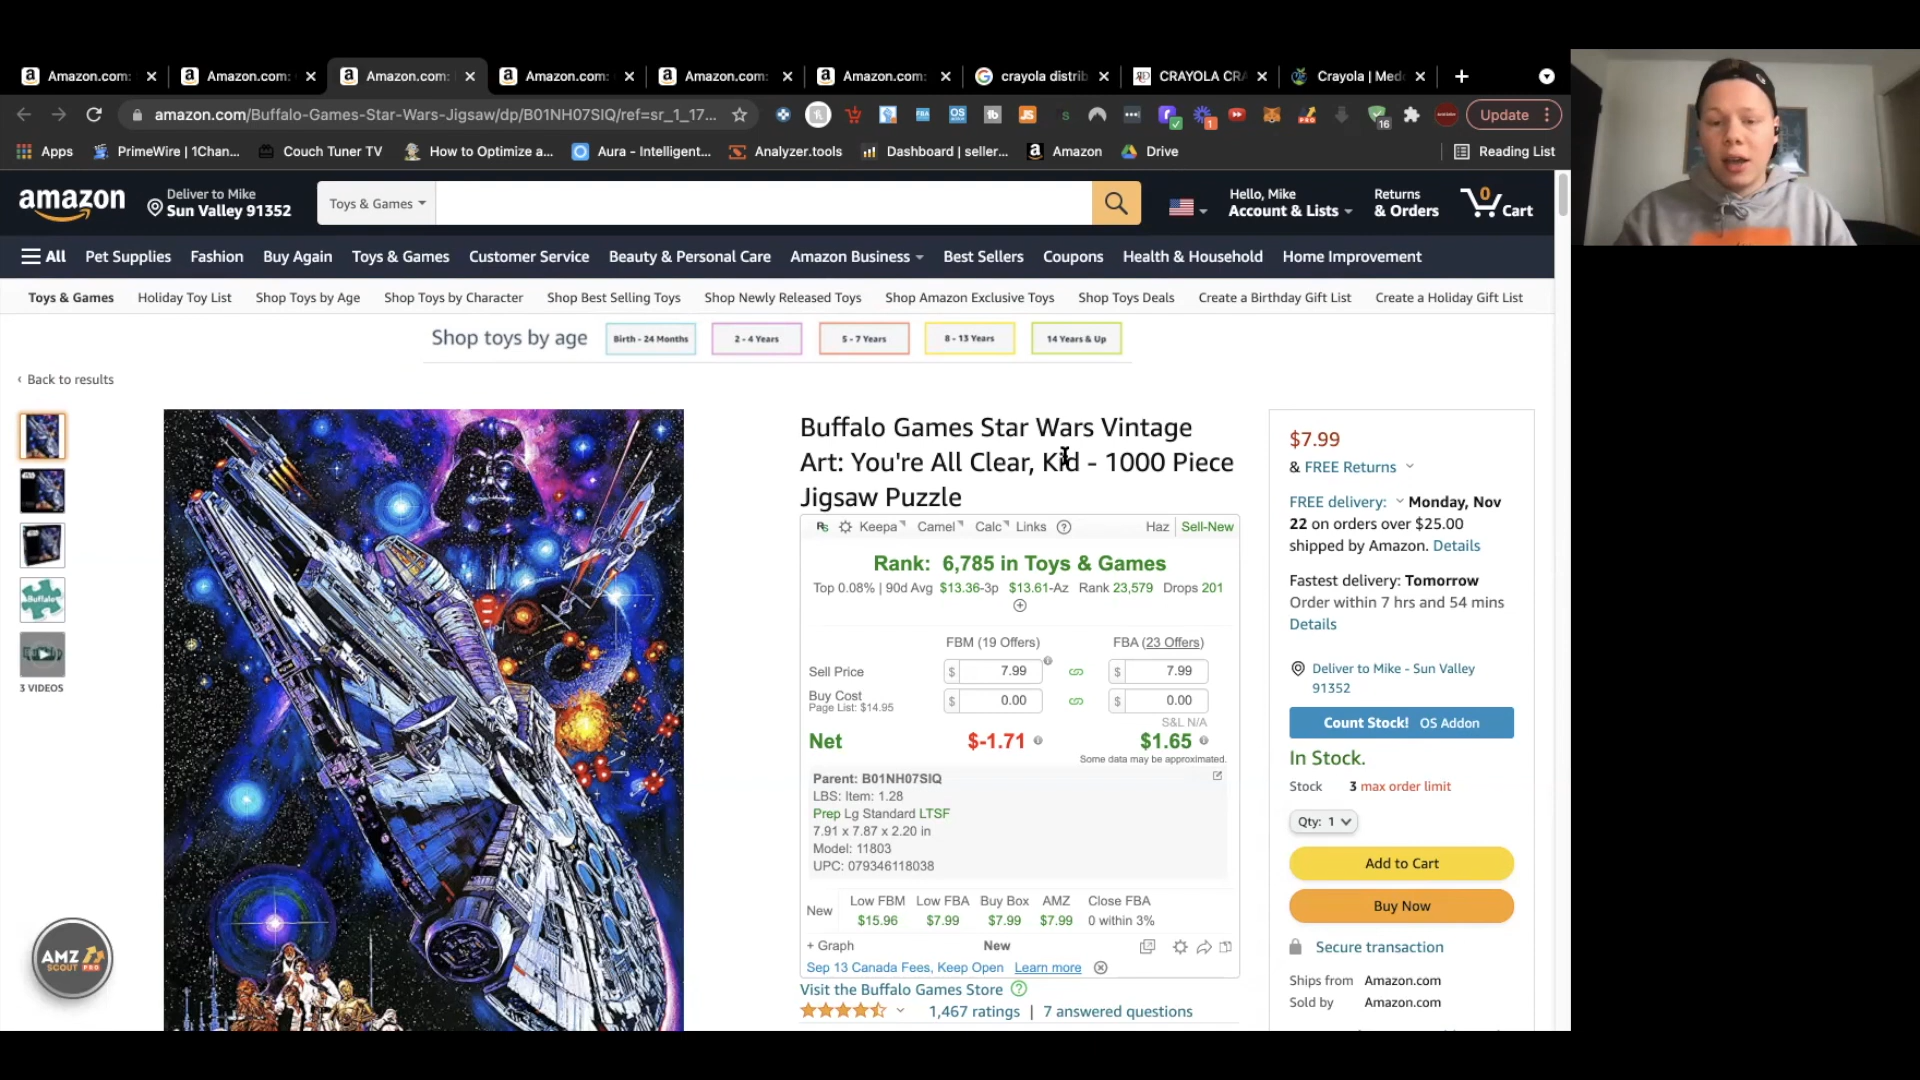 Amazon.com:
Amazon.com:
Amazon.com:
Amazon.com:
Amazon.com:
Amazon.com:
crayola distrib
CRAYOLA CRA
Crayola | Med
amazon.com/Buffalo-Games-Star-Wars-Jigsaw/dp/B01NH07SIQ/ref=sr_1_17...
Update
Apps
PrimeWire | 1Chan...
Couch Tuner TV
How to Optimize a...
Aura - Intelligent...
Analyzer.tools
Dashboard | seller...
Amazon
Drive
Reading List
amazon
Deliver to Mike
Sun Valley 91352
Toys & Games
Hello, Mike
Account & Lists
Returns
& Orders
0
Cart
All
Pet Supplies
Fashion
Buy Again
Toys & Games
Customer Service
Beauty & Personal Care
Amazon Business
Best Sellers
Coupons
Health & Household
Home Improvement
Toys & Games
Holiday Toy List
Shop Toys by Age
Shop Toys by Character
Shop Best Selling Toys
Shop Newly Released Toys
Shop Amazon Exclusive Toys
Shop Toys Deals
Create a Birthday Gift List
Create a Holiday Gift List
Shop toys by age
Birth - 24 Months
2 - 4 Years
5 - 7 Years
8 - 13 Years
14 Years & Up
‹ Back to results
3 VIDEOS
AMZ
SCOUT PRO
Buffalo Games Star Wars Vintage
Art: You're All Clear, Kid - 1000 Piece
Jigsaw Puzzle
Keepa
Camel
Calc
Links
Haz
Sell-New
Rank: 6,785 in Toys & Games
Top 0.08% | 90d Avg $13.36-3p $13.61-Az Rank 23,579 Drops 201
FBM (19 Offers)
FBA (23 Offers)
Sell Price
$ 7.99
$ 7.99
Buy Cost
Page List: $14.95
$ 0.00
$ 0.00
S&L N/A
Net
$-1.71
$1.65
Some data may be approximated.
Parent: B01NH07SIQ
LBS: Item: 1.28
Prep Lg Standard LTSF
7.91 x 7.87 x 2.20 in
Model: 11803
UPC: 079346118038
Low FBM Low FBA Buy Box AMZ Close FBA
New
$15.96 $7.99 $7.99 $7.99 0 within 3%
+ Graph
New
Sep 13 Canada Fees, Keep Open Learn more
Visit the Buffalo Games Store
1,467 ratings | 7 answered questions
$7.99
& FREE Returns
FREE delivery: Monday, Nov
22 on orders over $25.00
shipped by Amazon. Details
Fastest delivery: Tomorrow
Order within 7 hrs and 54 mins
Details
Deliver to Mike - Sun Valley
91352
Count Stock! OS Addon
In Stock.
Stock 3 max order limit
Qty: 1
Add to Cart
Buy Now
Secure transaction
Ships from Amazon.com
Sold by Amazon.com